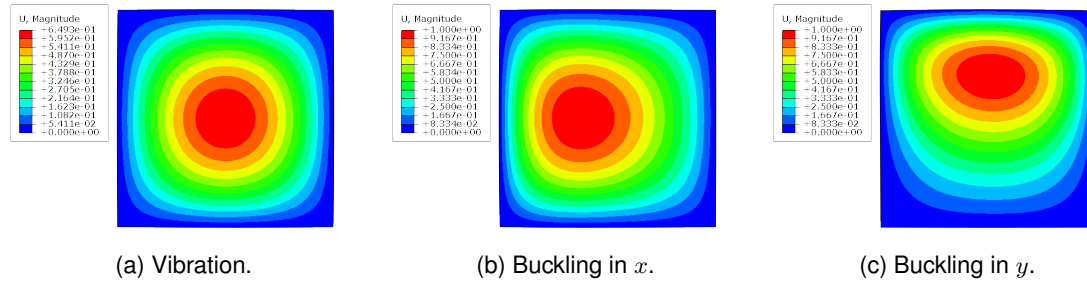 U, Magnitude
+6.493e-01
+5.952e-01
+5.411e-01
+4.870e-01
+4.329e-01
+3.788e-01
+3.246e-01
+2.705e-01
+2.164e-01
+1.623e-01
+1.082e-01
+5.411e-02
+0.000e+00
(a) Vibration.
U, Magnitude
+1.000e+00
+9.167e-01
+8.334e-01
+7.500e-01
+6.667e-01
+5.834e-01
+5.000e-01
+4.167e-01
+3.333e-01
+2.500e-01
+1.667e-01
+8.333e-02
+0.000e+00
(b) Buckling in x.
U, Magnitude
+1.000e+00
+9.167e-01
+8.333e-01
+7.500e-01
+6.667e-01
+5.833e-01
+5.000e-01
+4.167e-01
+3.333e-01
+2.500e-01
+1.667e-01
+8.333e-02
+0.000e+00
(c) Buckling in y.